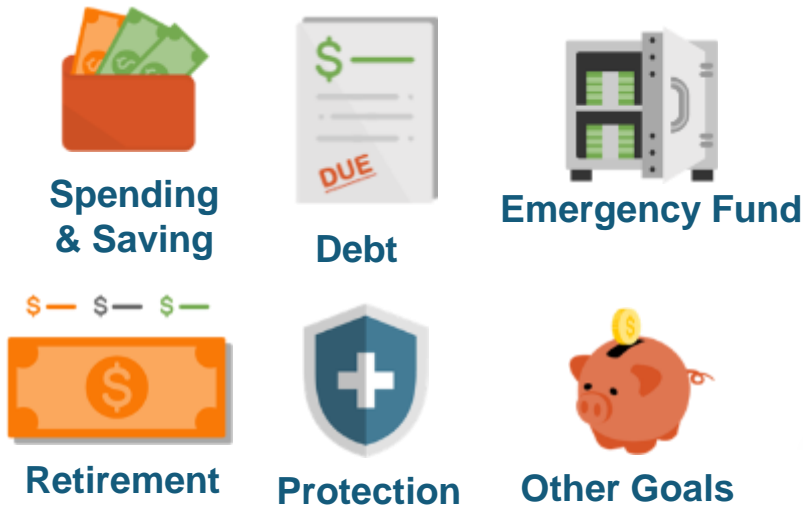 $
DUE
Spending
& Saving
Debt
Emergency Fund
$ $ $
$
Retirement
Protection
Other Goals